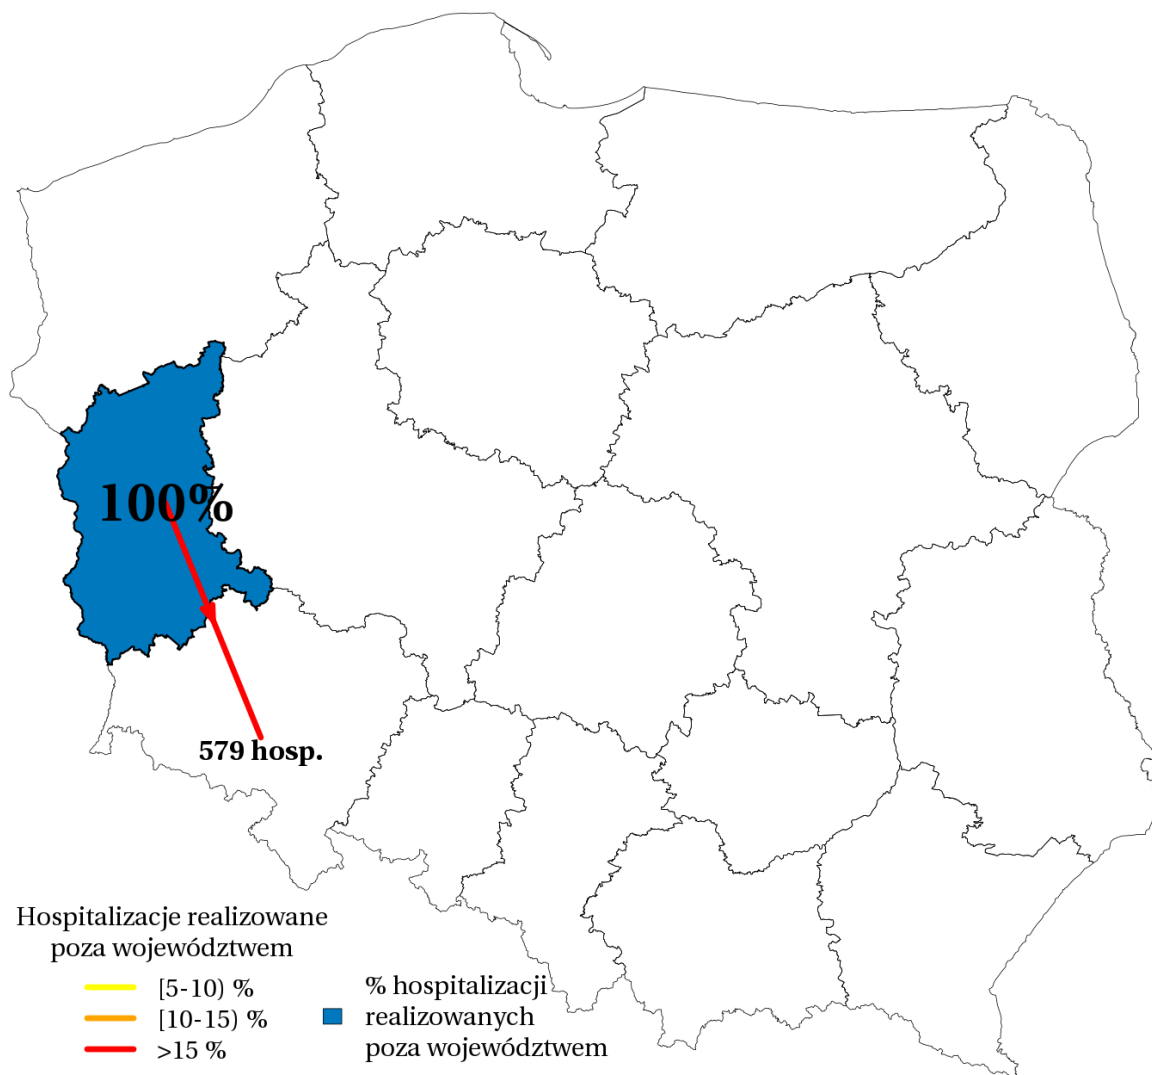 100%
579 hosp.
Hospitalizacje realizowane
poza województwem
[5-10) %
[10-15) %
>15 %
% hospitalizacji
realizowanych
poza województwem